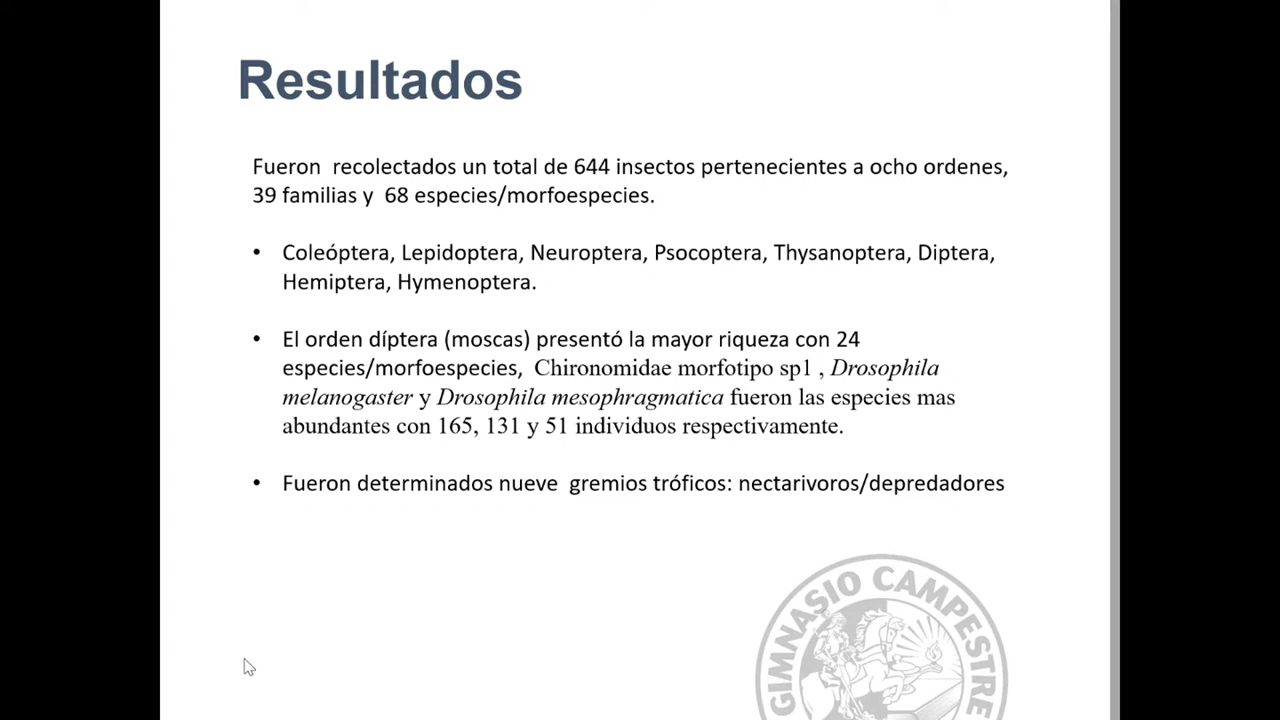 Resultados
Fueron  recolectados un total de 644 insectos pertenecientes a ocho ordenes,
39 familias y  68 especies/morfoespecies.
• Coleóptera, Lepidoptera, Neuroptera, Psocoptera, Thysanoptera, Diptera,
Hemiptera, Hymenoptera.
• El orden díptera (moscas) presentó la mayor riqueza con 24
especies/morfoespecies,  Chironomidae morfotipo sp1 , Drosophila
melanogaster y Drosophila mesophragmatica fueron las especies mas
abundantes con 165, 131 y 51 individuos respectivamente.
• Fueron determinados nueve  gremios tróficos: nectarivoros/depredadores
GIMNASIO CAMPESTRE